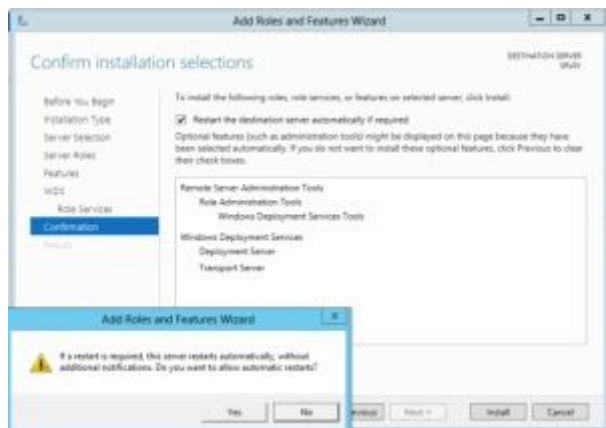 Add Roles and Features Wizard
Confirm installation selections
DESTINATION SERVER
Before You Begin
Installation Type
Server Selection
Server Roles
Features
WDS
Role Services
Confirmation
Results
To install the following roles, role services, or features on selected server, click Install.
Restart the destination server automatically if required
Optional features (such as administration tools) might be displayed on this page because they have
been selected automatically. If you do not want to install these optional features, click Previous to clear
their check boxes.
Remote Server Administration Tools
Role Administration Tools
Windows Deployment Services Tools
Windows Deployment Services
Deployment Server
Transport Server
Add Roles and Features Wizard
If a restart is required, this server restarts automatically, without
additional notifications. Do you want to allow automatic restarts?
Yes
No
Next >
Install
Cancel